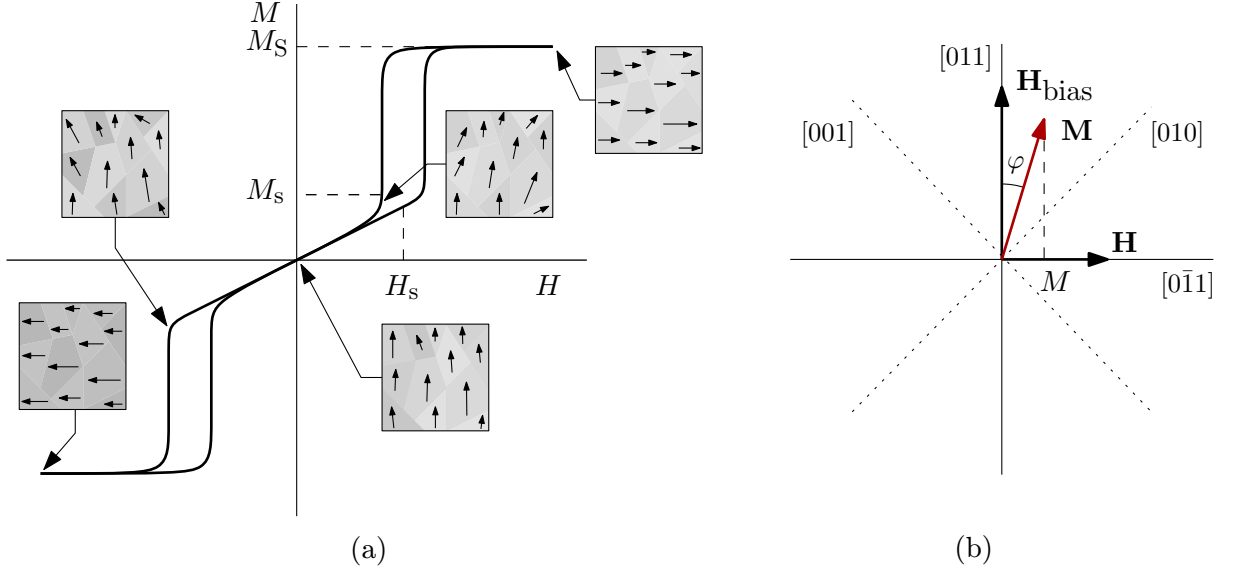 M
M_S
M_s
H_s
H
(a)
[011]
H_bias
[001]
M
[010]
φ
H
M
[01̄1]
(b)